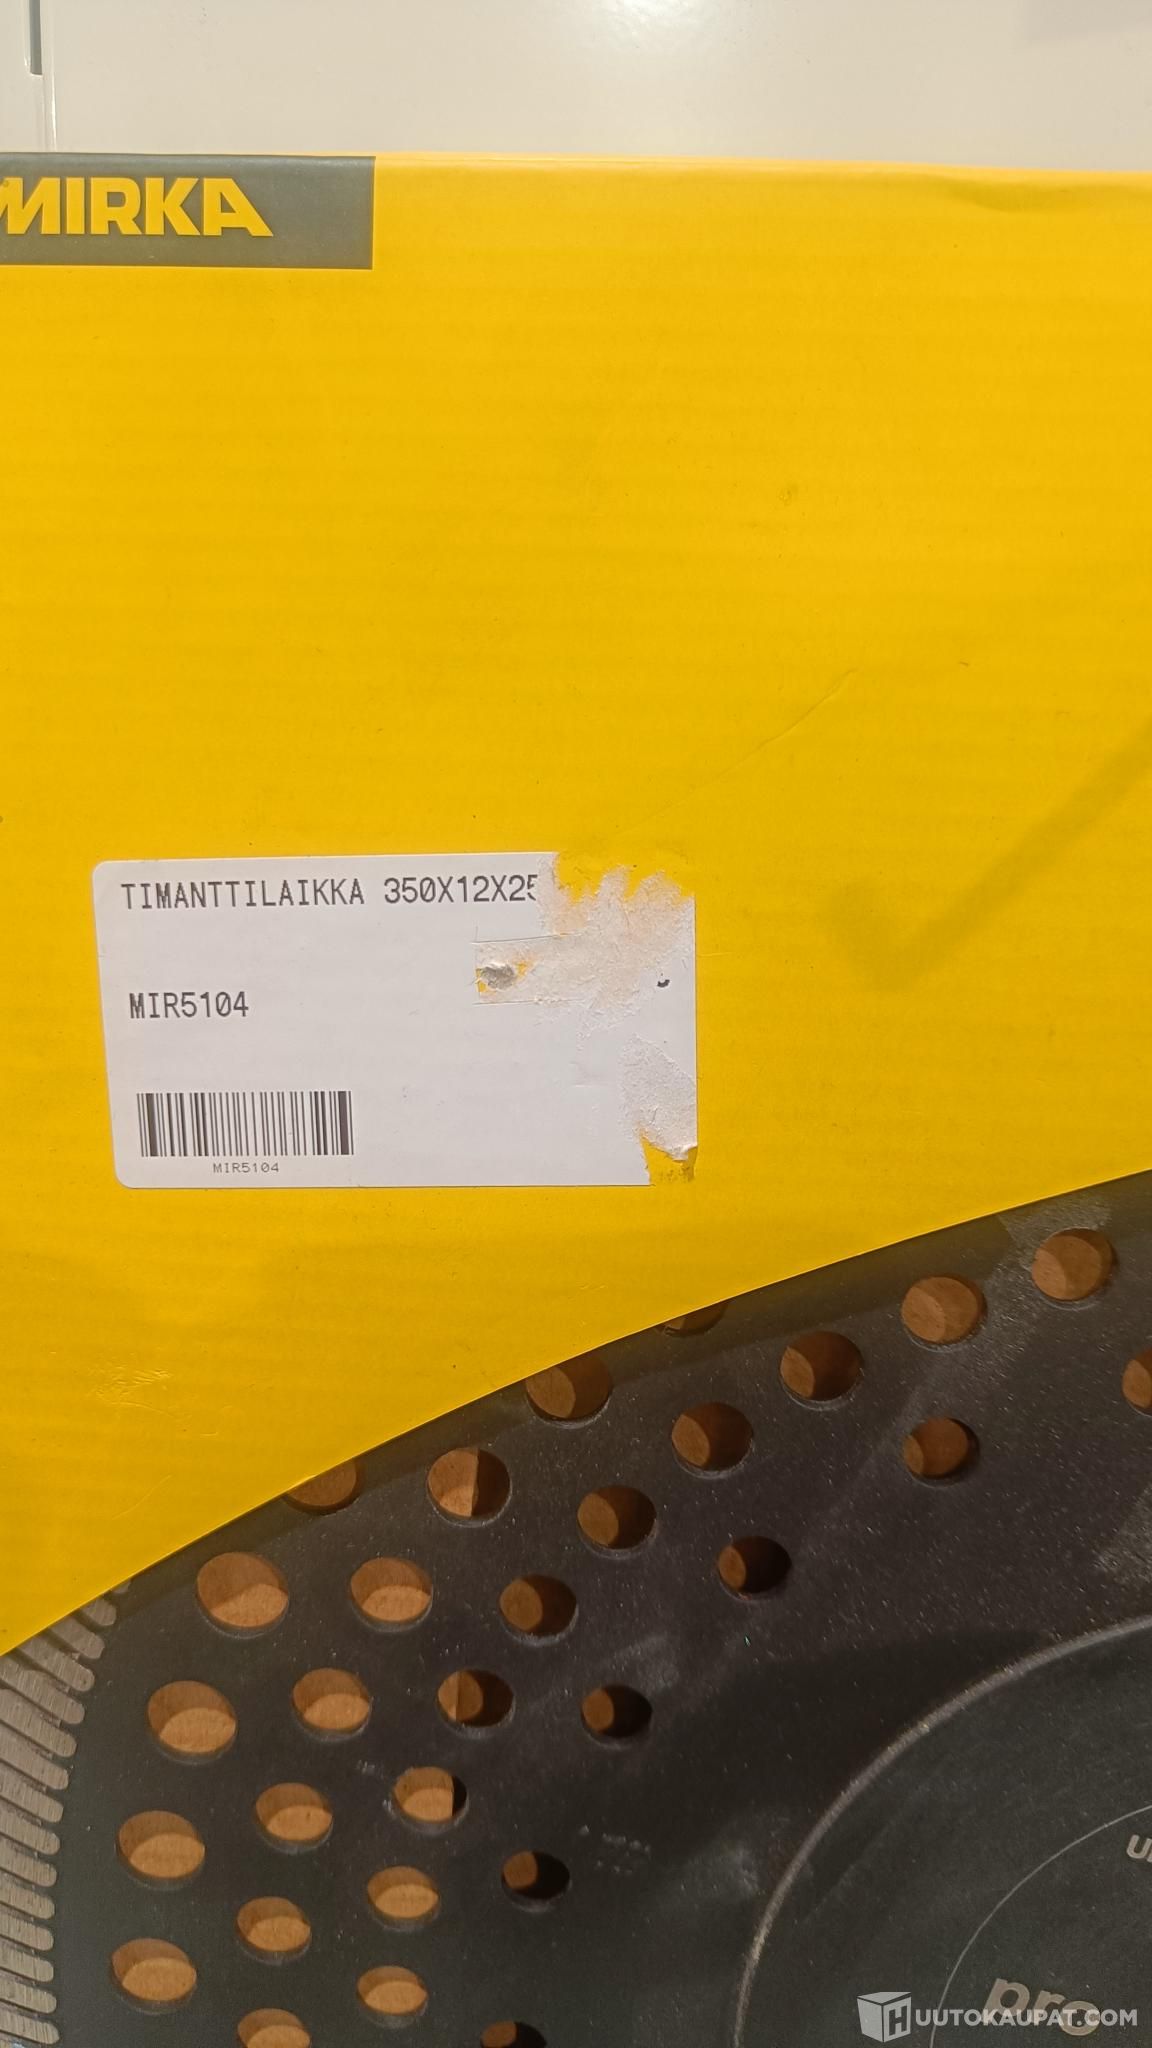 MIRKA
TIMANTTILAIKKA 350X12X25
MIR5104
MIR5104
pro
HUUTOKAUPAT.COM